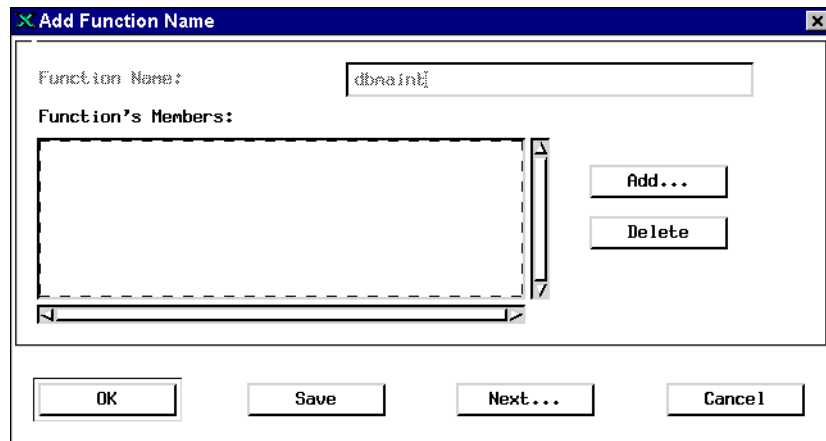 Add Function Name
Function Name: dbmaint
Function's Members:
Add...
Delete
OK Save Next... Cancel